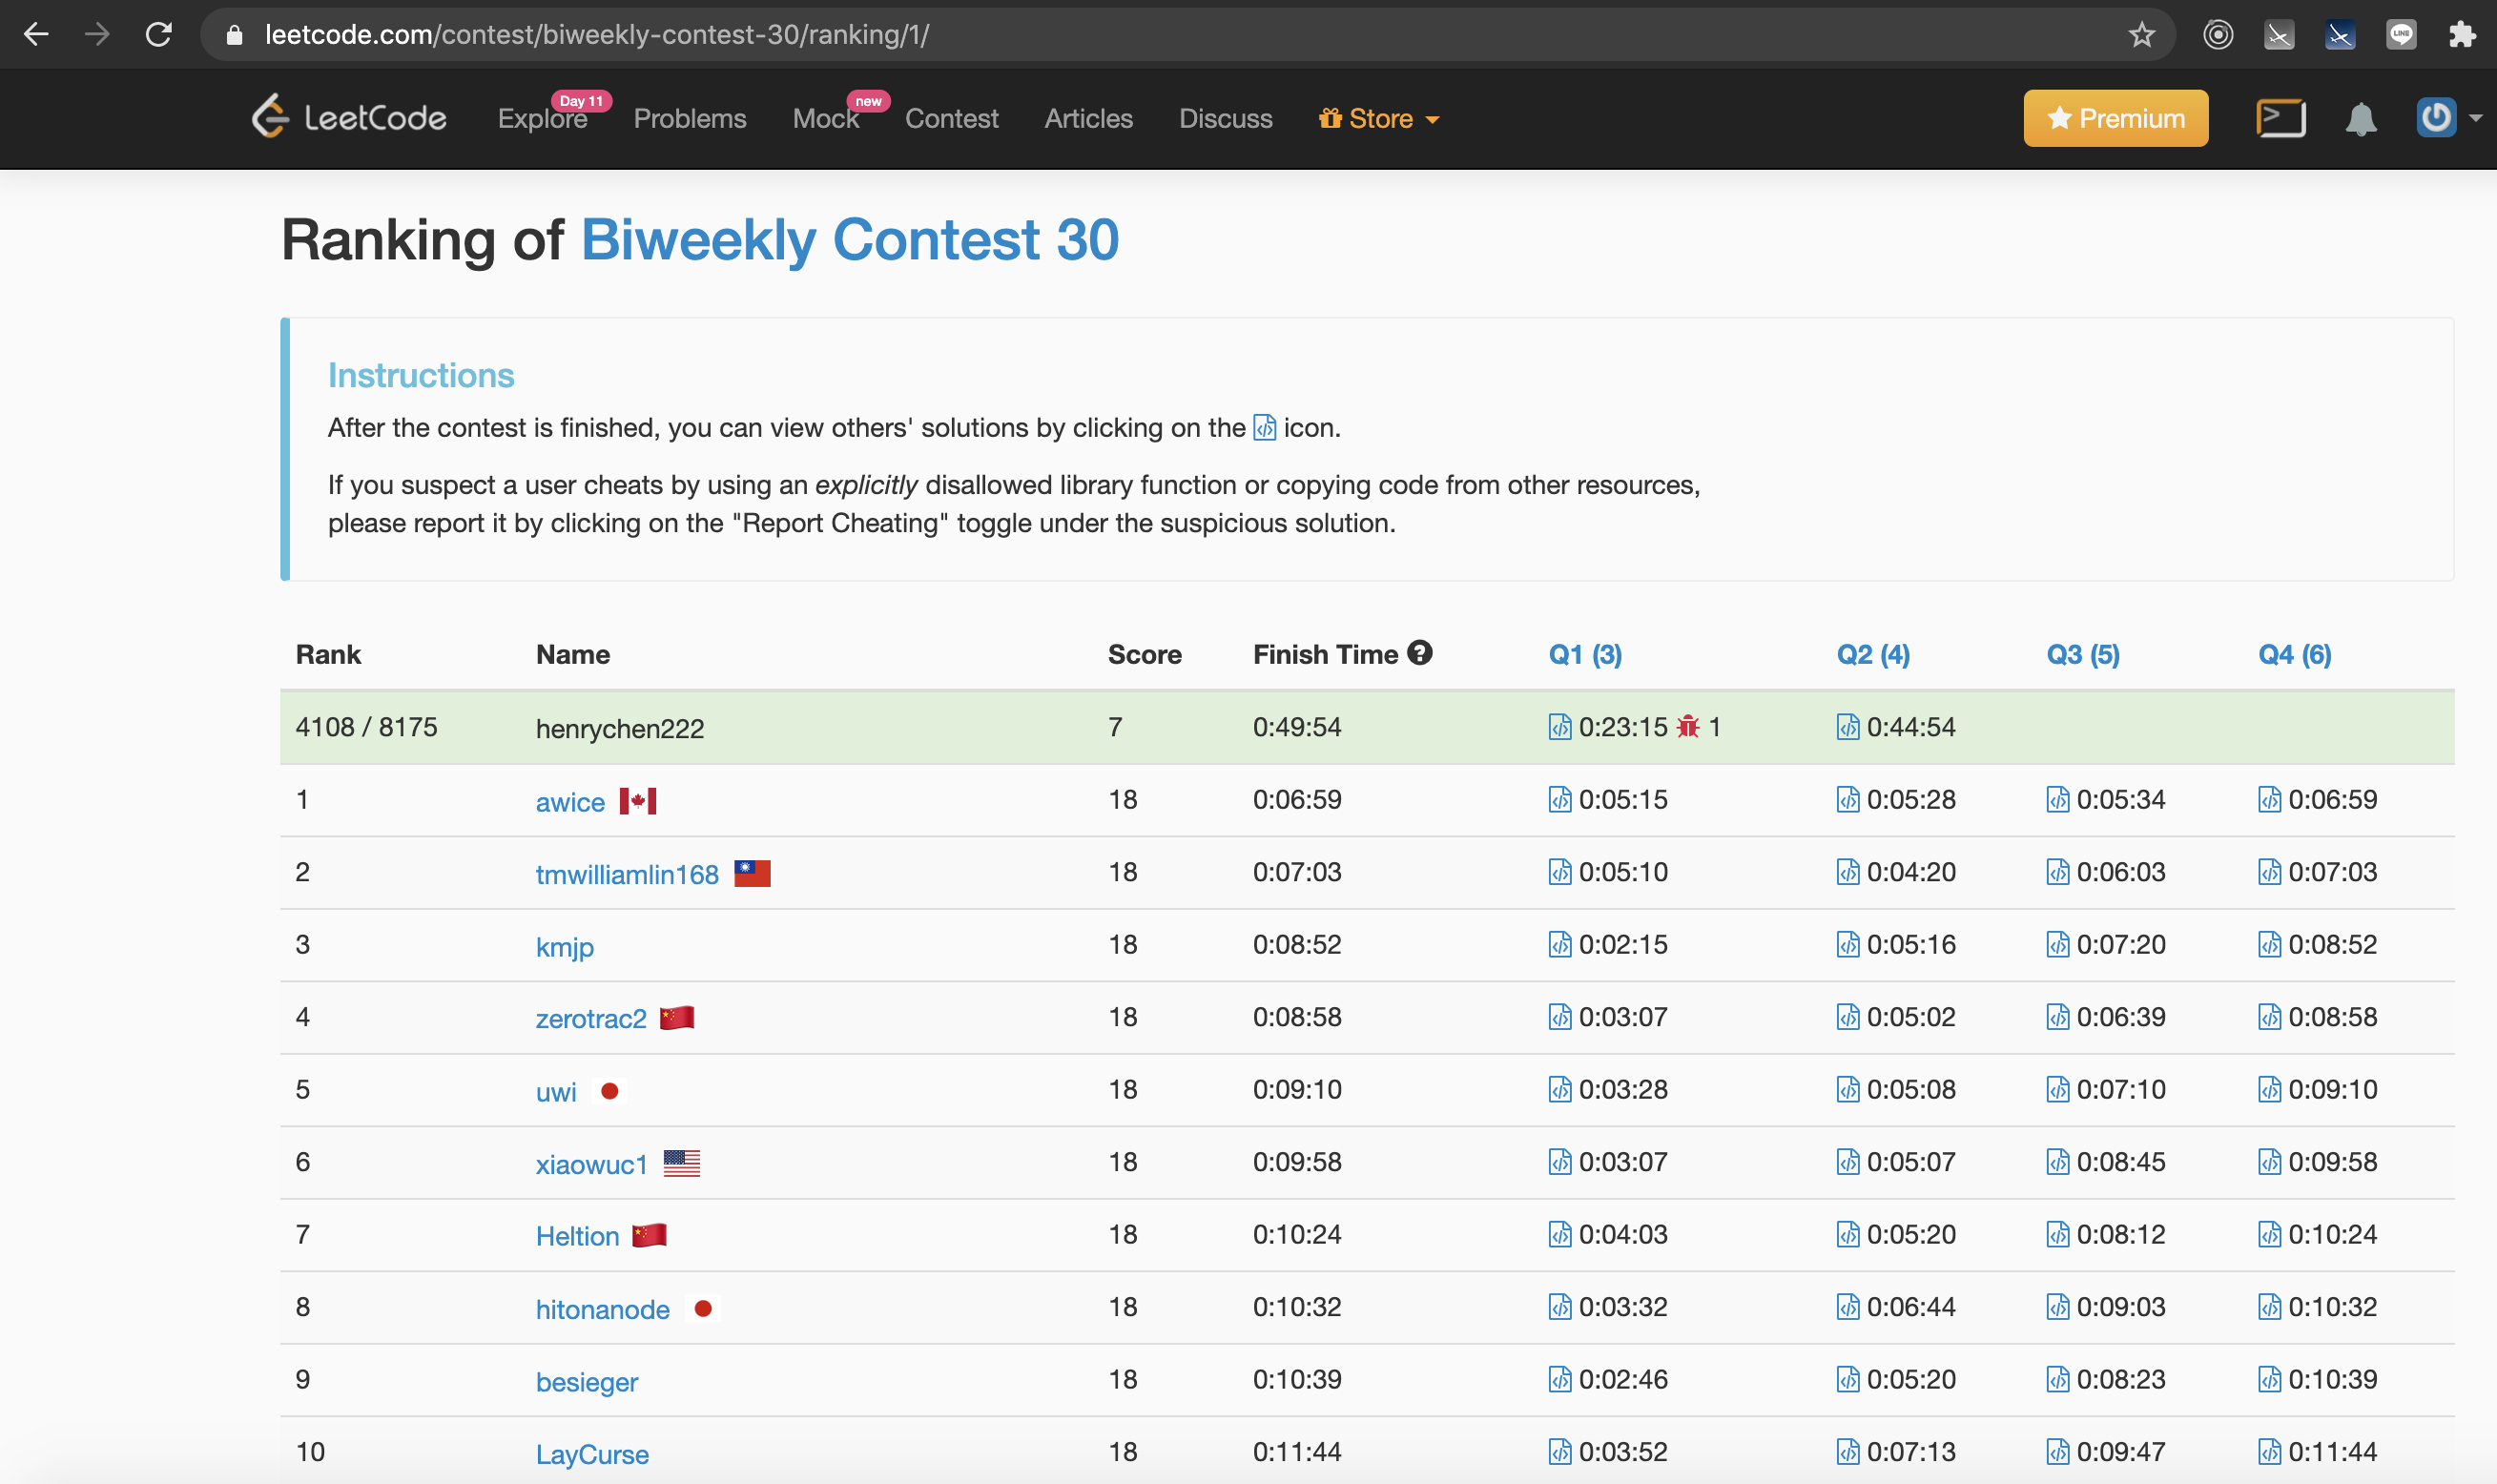 leetcode.com/contest/biweekly-contest-30/ranking/1/
LINE
LeetCode Explore Day 11 Problems Mock new Contest Articles Discuss Store Premium
Ranking of Biweekly Contest 30
Instructions
After the contest is finished, you can view others' solutions by clicking on the icon.
If you suspect a user cheats by using an explicitly disallowed library function or copying code from other resources,
please report it by clicking on the "Report Cheating" toggle under the suspicious solution.
Rank Name Score Finish Time Q1 (3) Q2 (4) Q3 (5) Q4 (6)
4108 / 8175 henrychen222 7 0:49:54 0:23:15 1 0:44:54
1 awice 18 0:06:59 0:05:15 0:05:28 0:05:34 0:06:59
2 tmwilliamlin168 18 0:07:03 0:05:10 0:04:20 0:06:03 0:07:03
3 kmjp 18 0:08:52 0:02:15 0:05:16 0:07:20 0:08:52
4 zerotrac2 18 0:08:58 0:03:07 0:05:02 0:06:39 0:08:58
5 uwi 18 0:09:10 0:03:28 0:05:08 0:07:10 0:09:10
6 xiaowuc1 18 0:09:58 0:03:07 0:05:07 0:08:45 0:09:58
7 Heltion 18 0:10:24 0:04:03 0:05:20 0:08:12 0:10:24
8 hitonanode 18 0:10:32 0:03:32 0:06:44 0:09:03 0:10:32
9 besieger 18 0:10:39 0:02:46 0:05:20 0:08:23 0:10:39
10 LayCurse 18 0:11:44 0:03:52 0:07:13 0:09:47 0:11:44